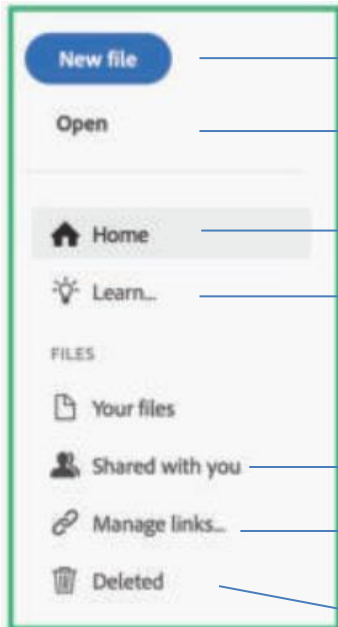 New file
Open
Home
Learn...
FILES
Your files
Shared with you
Manage links...
Deleted